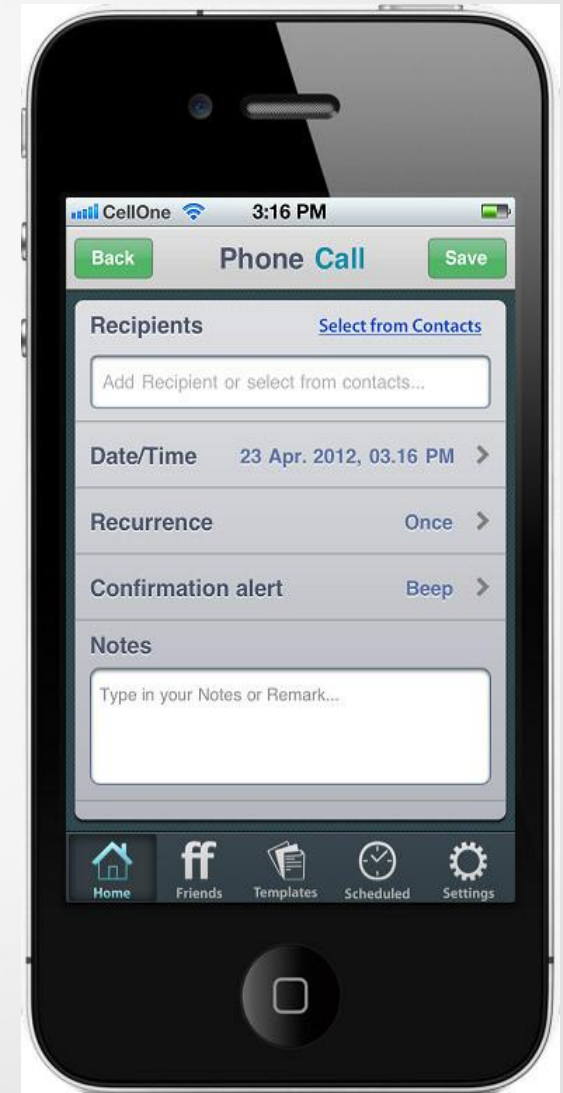 CellOne 3:16 PM
Back Phone Call Save
Recipients Select from Contacts
Add Recipient or select from contacts...
Date/Time 23 Apr. 2012, 03.16 PM
Recurrence Once
Confirmation alert Beep
Notes
Type in your Notes or Remark...
ff
Home Friends Templates Scheduled Settings